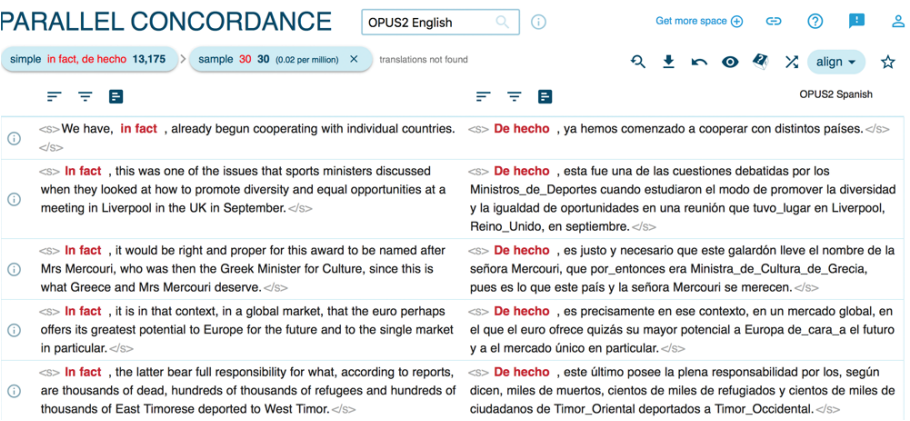 PARALLEL CONCORDANCE
OPUS2 English
Get more space
simple in fact, de hecho 13,175
sample 30 30 (0.02 per million) ×
translations not found
align
OPUS2 Spanish
<s> We have, in fact , already begun cooperating with individual countries.
</s>
<s> De hecho , ya hemos comenzado a cooperar con distintos países. </s>
<s> In fact , this was one of the issues that sports ministers discussed
when they looked at how to promote diversity and equal opportunities at a
meeting in Liverpool in the UK in September. </s>
<s> De hecho , esta fue una de las cuestiones debatidas por los
Ministros_de_Deportes cuando estudiaron el modo de promover la diversidad
y la igualdad de oportunidades en una reunión que tuvo_lugar en Liverpool,
Reino_Unido, en septiembre. </s>
<s> In fact , it would be right and proper for this award to be named after
Mrs Mercouri, who was then the Greek Minister for Culture, since this is
what Greece and Mrs Mercouri deserve. </s>
<s> De hecho , es justo y necesario que este galardón lleve el nombre de la
señora Mercouri, que por_entonces era Ministra_de_Cultura_de_Grecia,
pues es lo que este país y la señora Mercouri se merecen. </s>
<s> In fact , it is in that context, in a global market, that the euro perhaps
offers its greatest potential to Europe for the future and to the single market
in particular. </s>
<s> De hecho , es precisamente en ese contexto, en un mercado global, en
el que el euro ofrece quizás su mayor potencial a Europa de_cara_a el futuro
y a el mercado único en particular. </s>
<s> In fact , the latter bear full responsibility for what, according to reports,
are thousands of dead, hundreds of thousands of refugees and hundreds of
thousands of East Timorese deported to West Timor. </s>
<s> De hecho , este último posee la plena responsabilidad por los, según
dicen, miles de muertos, cientos de miles de refugiados y cientos de miles de
ciudadanos de Timor_Oriental deportados a Timor_Occidental. </s>